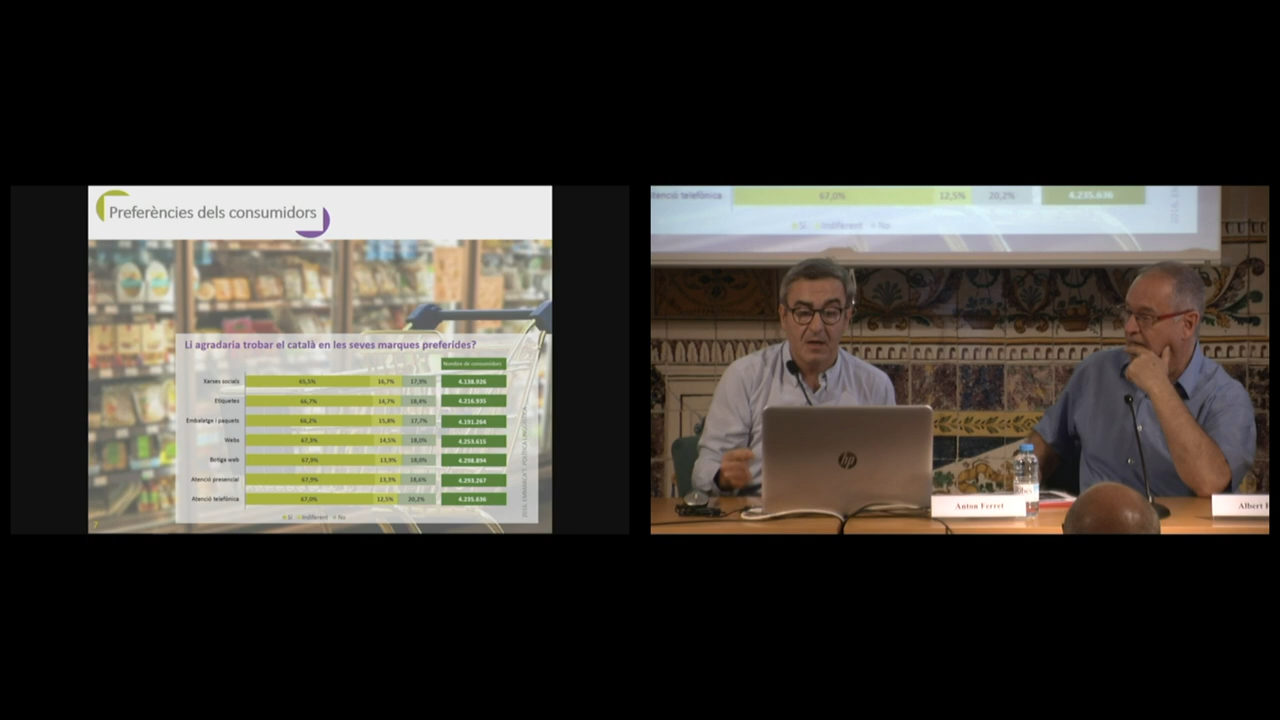 Preferències dels consumidors
Li agradaria trobar el català en les seves marques preferides?
Nombre de consumidors
Xarxes socials 65,5% 16,7% 17,9% 4.138.926
Etiquetes 66,7% 14,7% 18,4% 4.216.935
Embalatge i paquets 66,2% 15,8% 17,7% 4.191.264
Webs 67,3% 14,5% 18,0% 4.253.615
Botiga web 67,9% 13,9% 18,0% 4.298.894
Atenció presencial 67,9% 13,3% 18,6% 4.293.267
Atenció telefònica 67,0% 12,5% 20,2% 4.235.636
Sí Indiferent No
7
Atenció telefònica 67,0% 12,5% 20,2% 4.235.636
Sí Indiferent No
hp
Anton Ferret
Albert